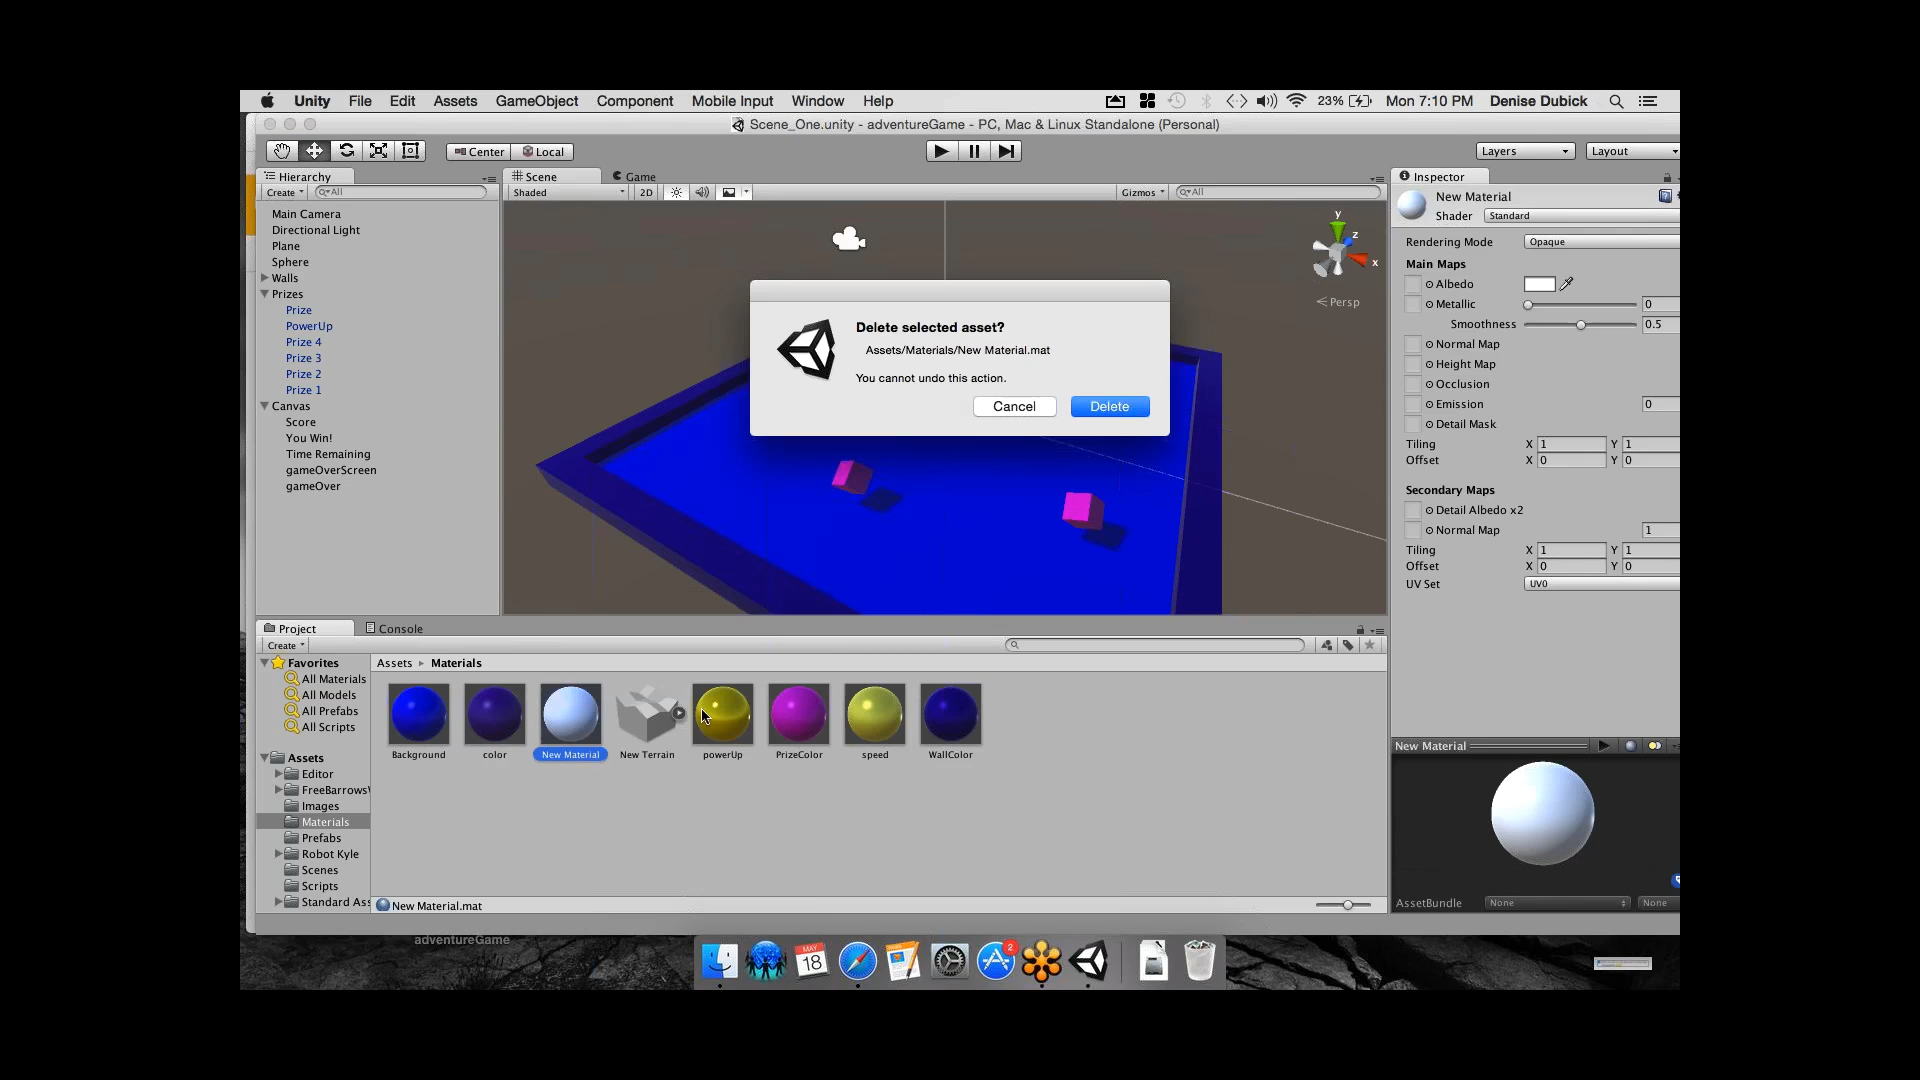 Unity File Edit Assets GameObject Component Mobile Input Window Help 23% Mon 7:10 PM Denise Dubick
Scene_One.unity - adventureGame - PC, Mac & Linux Standalone (Personal)
Center Local Layers Layout
Hierarchy
Create All
Main Camera
Directional Light
Plane
Sphere
Walls
Prizes
Prize
PowerUp
Prize 4
Prize 3
Prize 2
Prize 1
Canvas
Score
You Win!
Time Remaining
gameOverScreen
gameOver
Scene Game
Shaded 2D Gizmos All
y
z
x
Persp
Delete selected asset?
Assets/Materials/New Material.mat
You cannot undo this action.
Cancel Delete
Inspector
New Material
Shader Standard
Rendering Mode Opaque
Main Maps
Albedo
Metallic 0
Smoothness 0.5
Normal Map
Height Map
Occlusion
Emission 0
Detail Mask
Tiling X 1 Y 1
Offset X 0 Y 0
Secondary Maps
Detail Albedo x2
Normal Map 1
Tiling X 1 Y 1
Offset X 0 Y 0
UV Set UV0
Project Console
Create
Favorites
All Materials
All Models
All Prefabs
All Scripts
Assets
Editor
FreeBarrows
Images
Materials
Prefabs
Robot Kyle
Scenes
Scripts
Standard Ass
Assets Materials
Background color New Material New Terrain powerUp PrizeColor speed WallColor
New Material.mat
New Material
AssetBundle None None
adventureGame
MAY
18
2